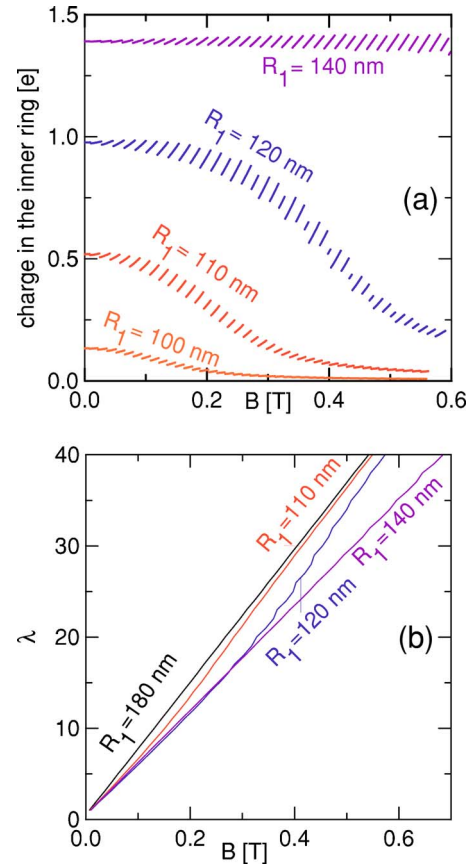 1.5
R1=140 nm
R1=120 nm
1.0
(a)
charge in the inner ring [e]
R1=110 nm
0.5
R1=100 nm
0.0
0.0 0.2 0.4 0.6
B [T]
40
R1=110 nm
R1=140 nm
30
R1=120 nm
λ
20
(b)
R1=180 nm
10
0
0.0 0.2 0.4 0.6
B [T]